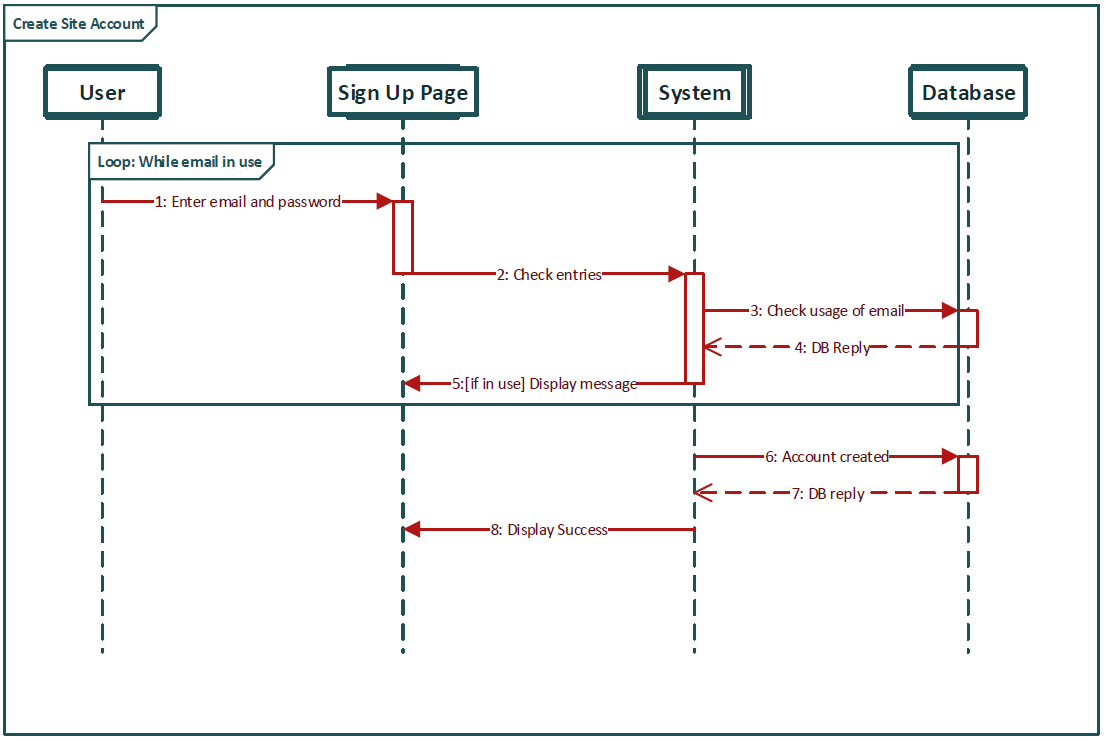 Create Site Account
User
Sign Up Page
System
Database
Loop: While email in use
1: Enter email and password
2: Check entries
3: Check usage of email
4: DB Reply
5:[if in use] Display message
6: Account created
7: DB reply
8: Display Success